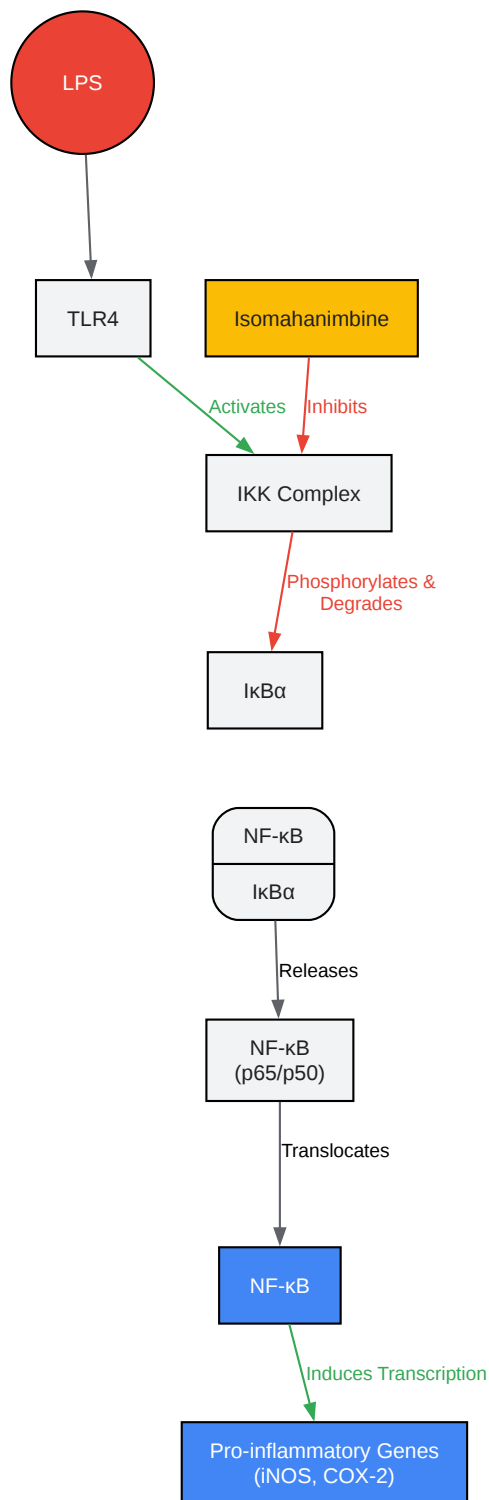 LPS
TLR4
Isomahanimbine
Activates
Inhibits
IKK Complex
Phosphorylates &
Degrades
IκBα
NF-κB
IκBα
Releases
NF-κB
(p65/p50)
Translocates
NF-κB
Induces Transcription
Pro-inflammatory Genes
(iNOS, COX-2)